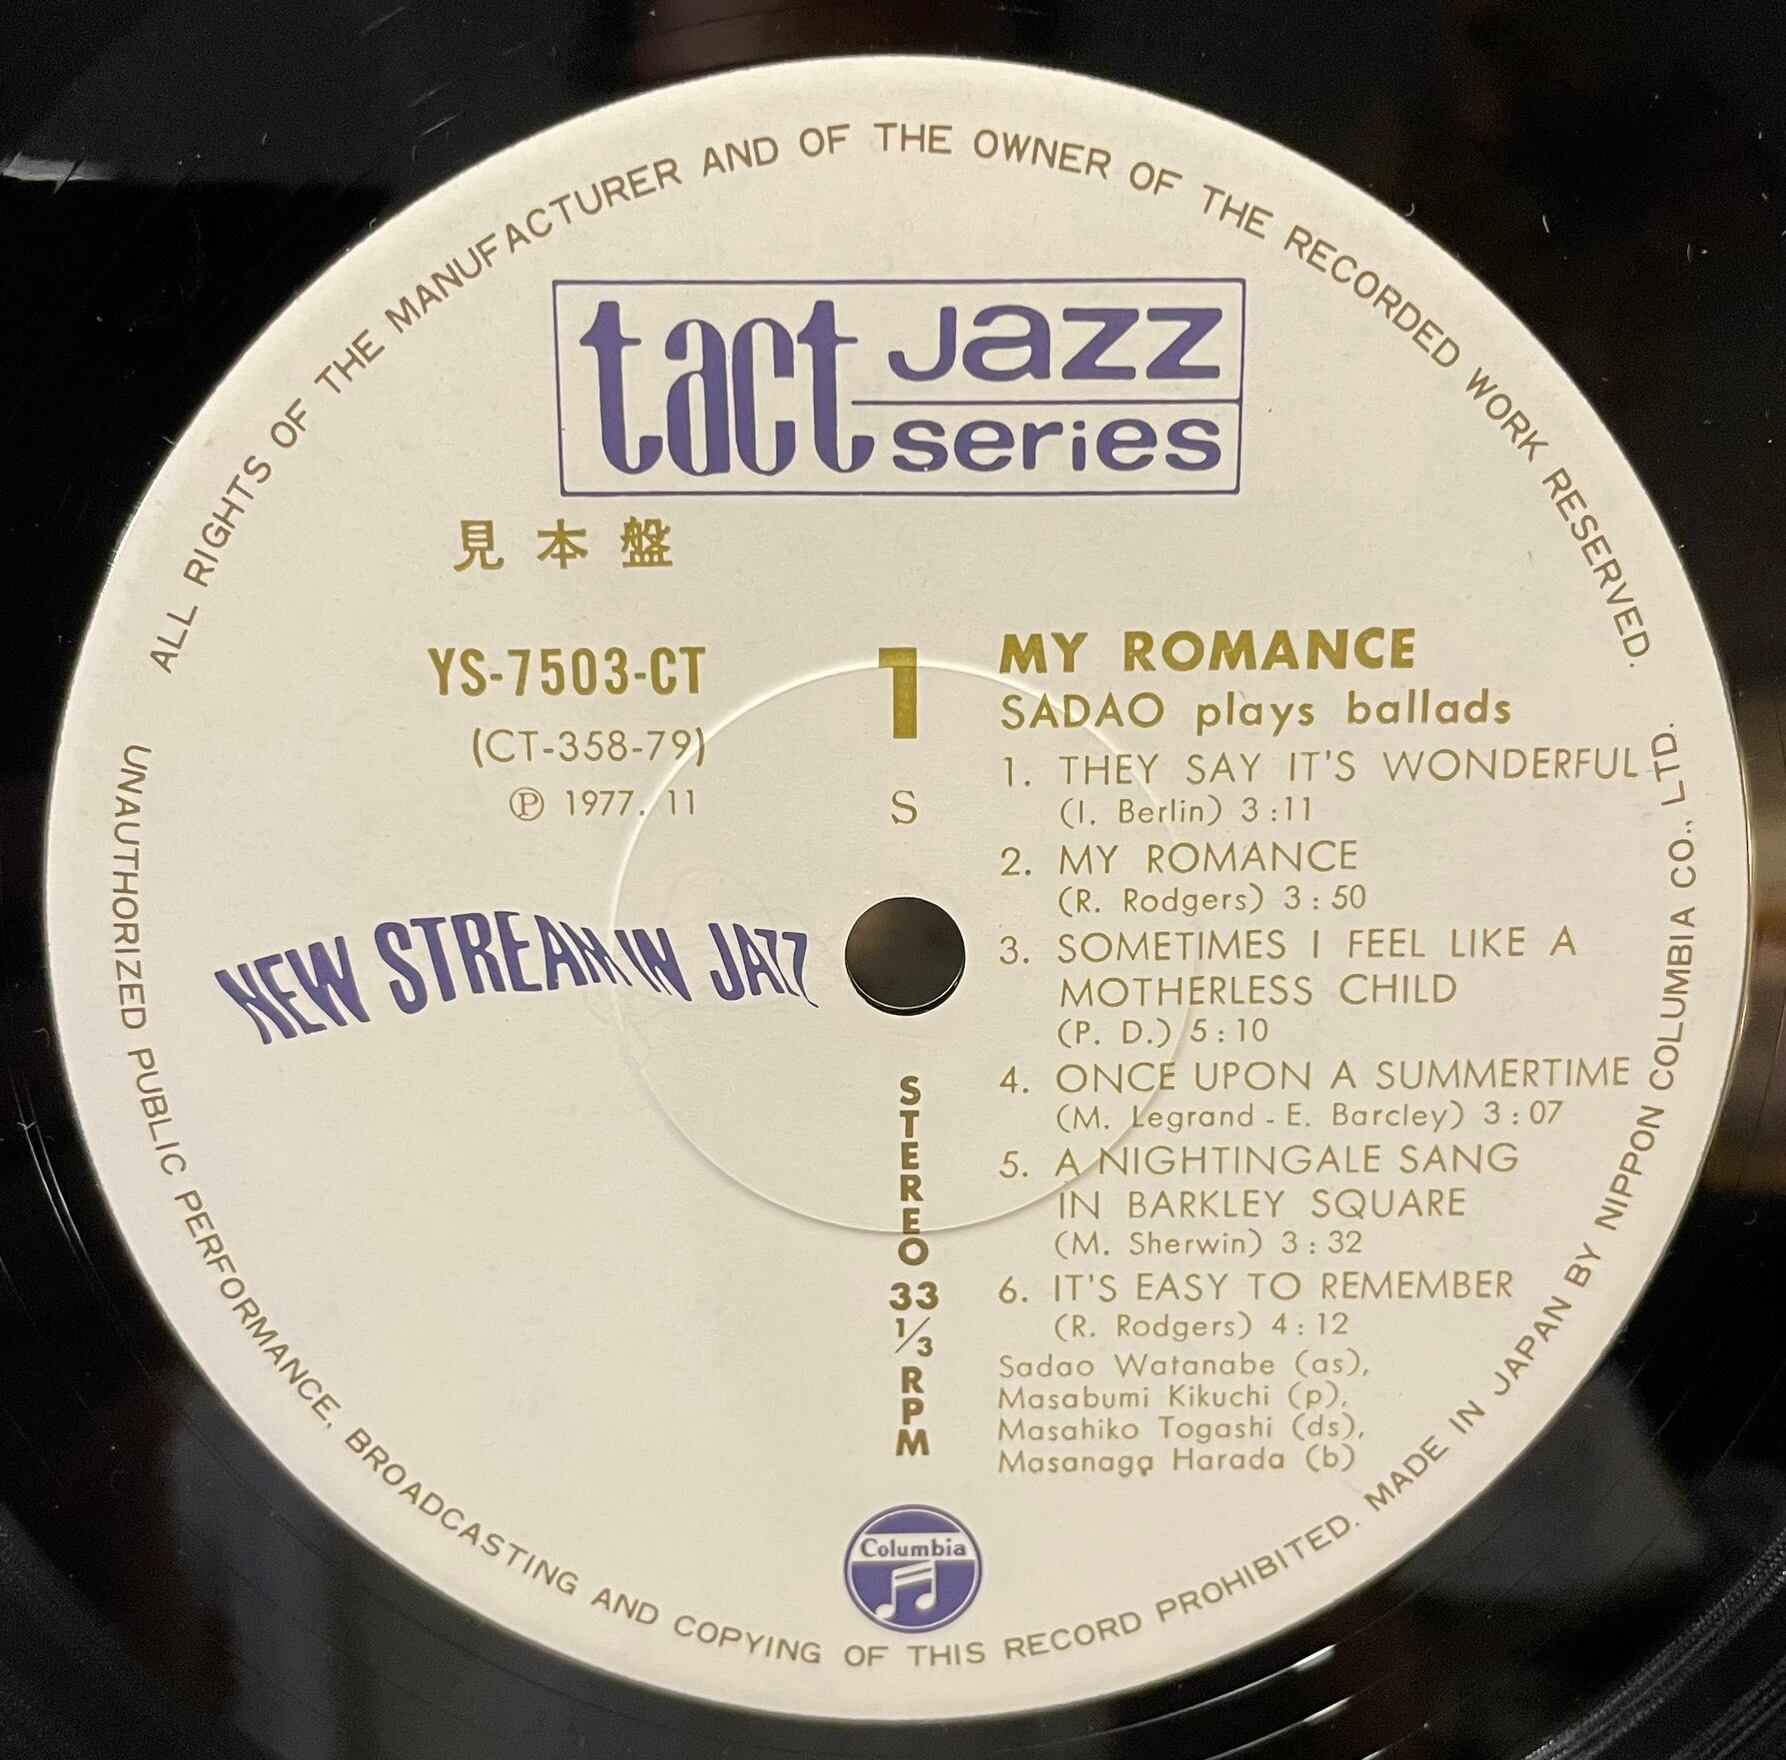 ALL RIGHTS OF THE MANUFACTURER AND OF THE OWNER OF THE RECORDED WORK RESERVED.
tact jazz
series
見本盤
YS-7503-CT
(CT-358-79)
Ⓟ 1977. 11
1
S
MY ROMANCE
SADAO plays ballads
1. THEY SAY IT'S WONDERFUL
(I. Berlin) 3:11
2. MY ROMANCE
(R. Rodgers) 3:50
3. SOMETIMES I FEEL LIKE A
MOTHERLESS CHILD
(P. D.) 5:10
4. ONCE UPON A SUMMERTIME
(M. Legrand - E. Barcley) 3:07
5. A NIGHTINGALE SANG
IN BARKLEY SQUARE
(M. Sherwin) 3:32
6. IT'S EASY TO REMEMBER
(R. Rodgers) 4:12
Sadao Watanabe (as),
Masabumi Kikuchi (p),
Masahiko Togashi (ds),
Masanaga Harada (b)
NEW STREAM IN JAZZ
STEREO 33 1/3 RPM
Columbia
UNAUTHORIZED PUBLIC PERFORMANCE, BROADCASTING AND COPYING OF THIS RECORD PROHIBITED. MADE IN JAPAN BY NIPPON COLUMBIA CO., LTD.